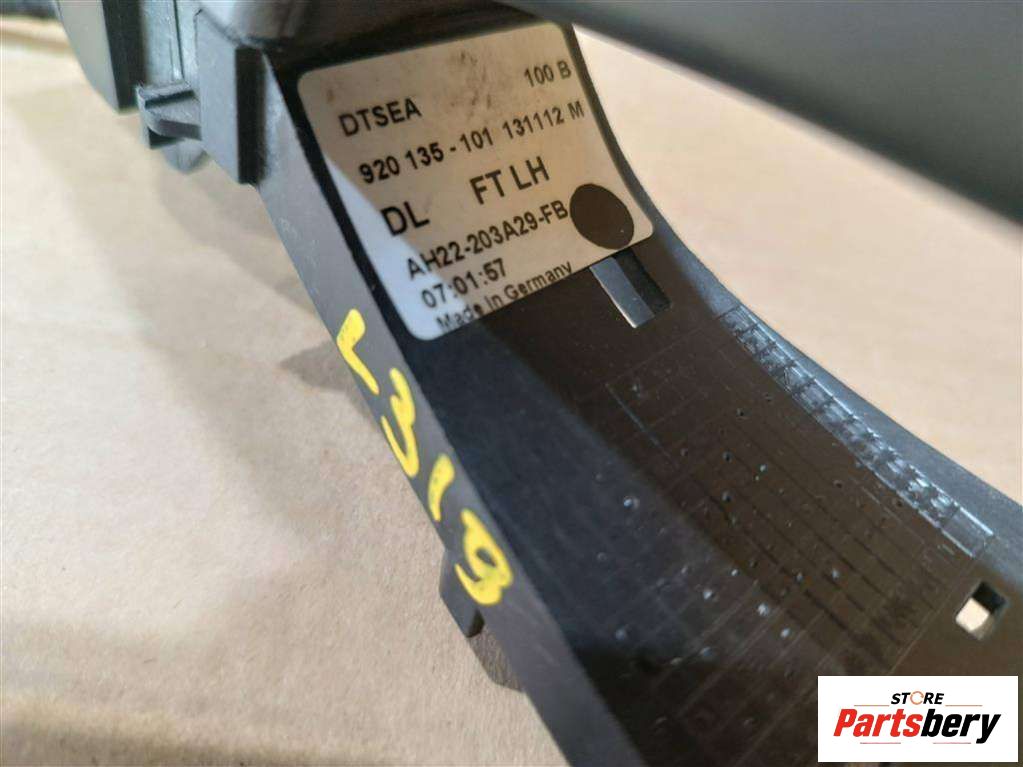 DTSEA 100 B
920 135 - 101 131112 M
DL FT LH
AH22-203A29-FB
07:01:57
Made in Germany
L319
STORE
Partsbery